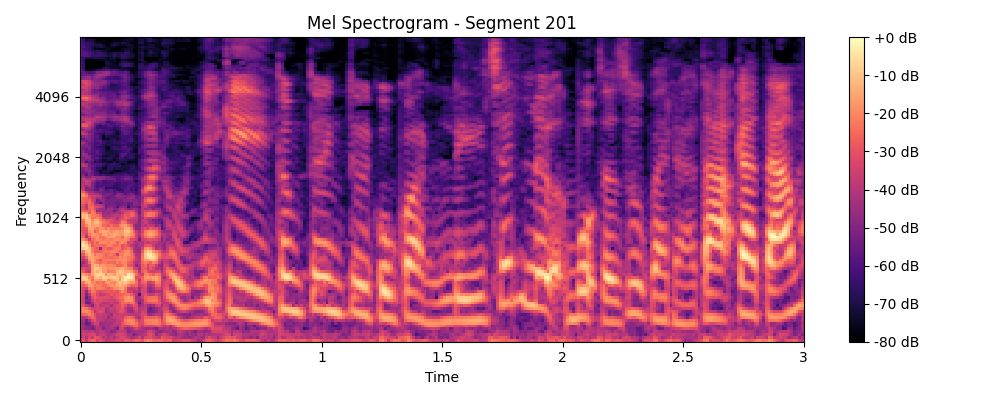 Mel Spectrogram - Segment 201
+0 dB
-10 dB
-20 dB
-30 dB
-40 dB
-50 dB
-60 dB
-70 dB
-80 dB
Frequency
4096
2048
1024
512
0
0
0.5
1
1.5
2
2.5
3
Time